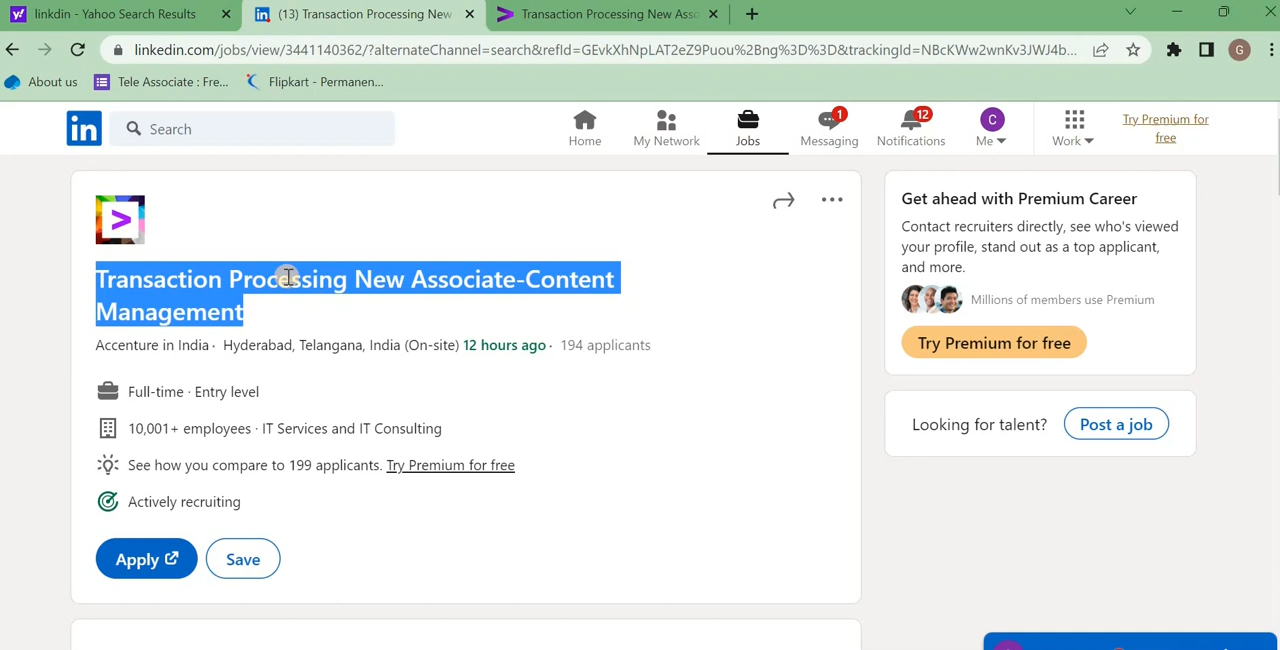 linkdin - Yahoo Search Results
(13) Transaction Processing New
Transaction Processing New Asso
linkedin.com/jobs/view/3441140362/?alternateChannel=search&refId=GEvkXhNpLAT2eZ9Puou%2Bng%3D%3D&trackingId=NBcKWw2wnKv3JWJ4b...
G
About us
Tele Associate : Fre...
Flipkart - Permanen...
in
Search
Home
My Network
Jobs
1
Messaging
12
Notifications
C
Me
Work
Try Premium for
free
Transaction Processing New Associate-Content
Management
Accenture in India · Hyderabad, Telangana, India (On-site) 12 hours ago · 194 applicants
Full-time · Entry level
10,001+ employees · IT Services and IT Consulting
See how you compare to 199 applicants. Try Premium for free
Actively recruiting
Apply
Save
Get ahead with Premium Career
Contact recruiters directly, see who's viewed
your profile, stand out as a top applicant,
and more.
Millions of members use Premium
Try Premium for free
Looking for talent?
Post a job